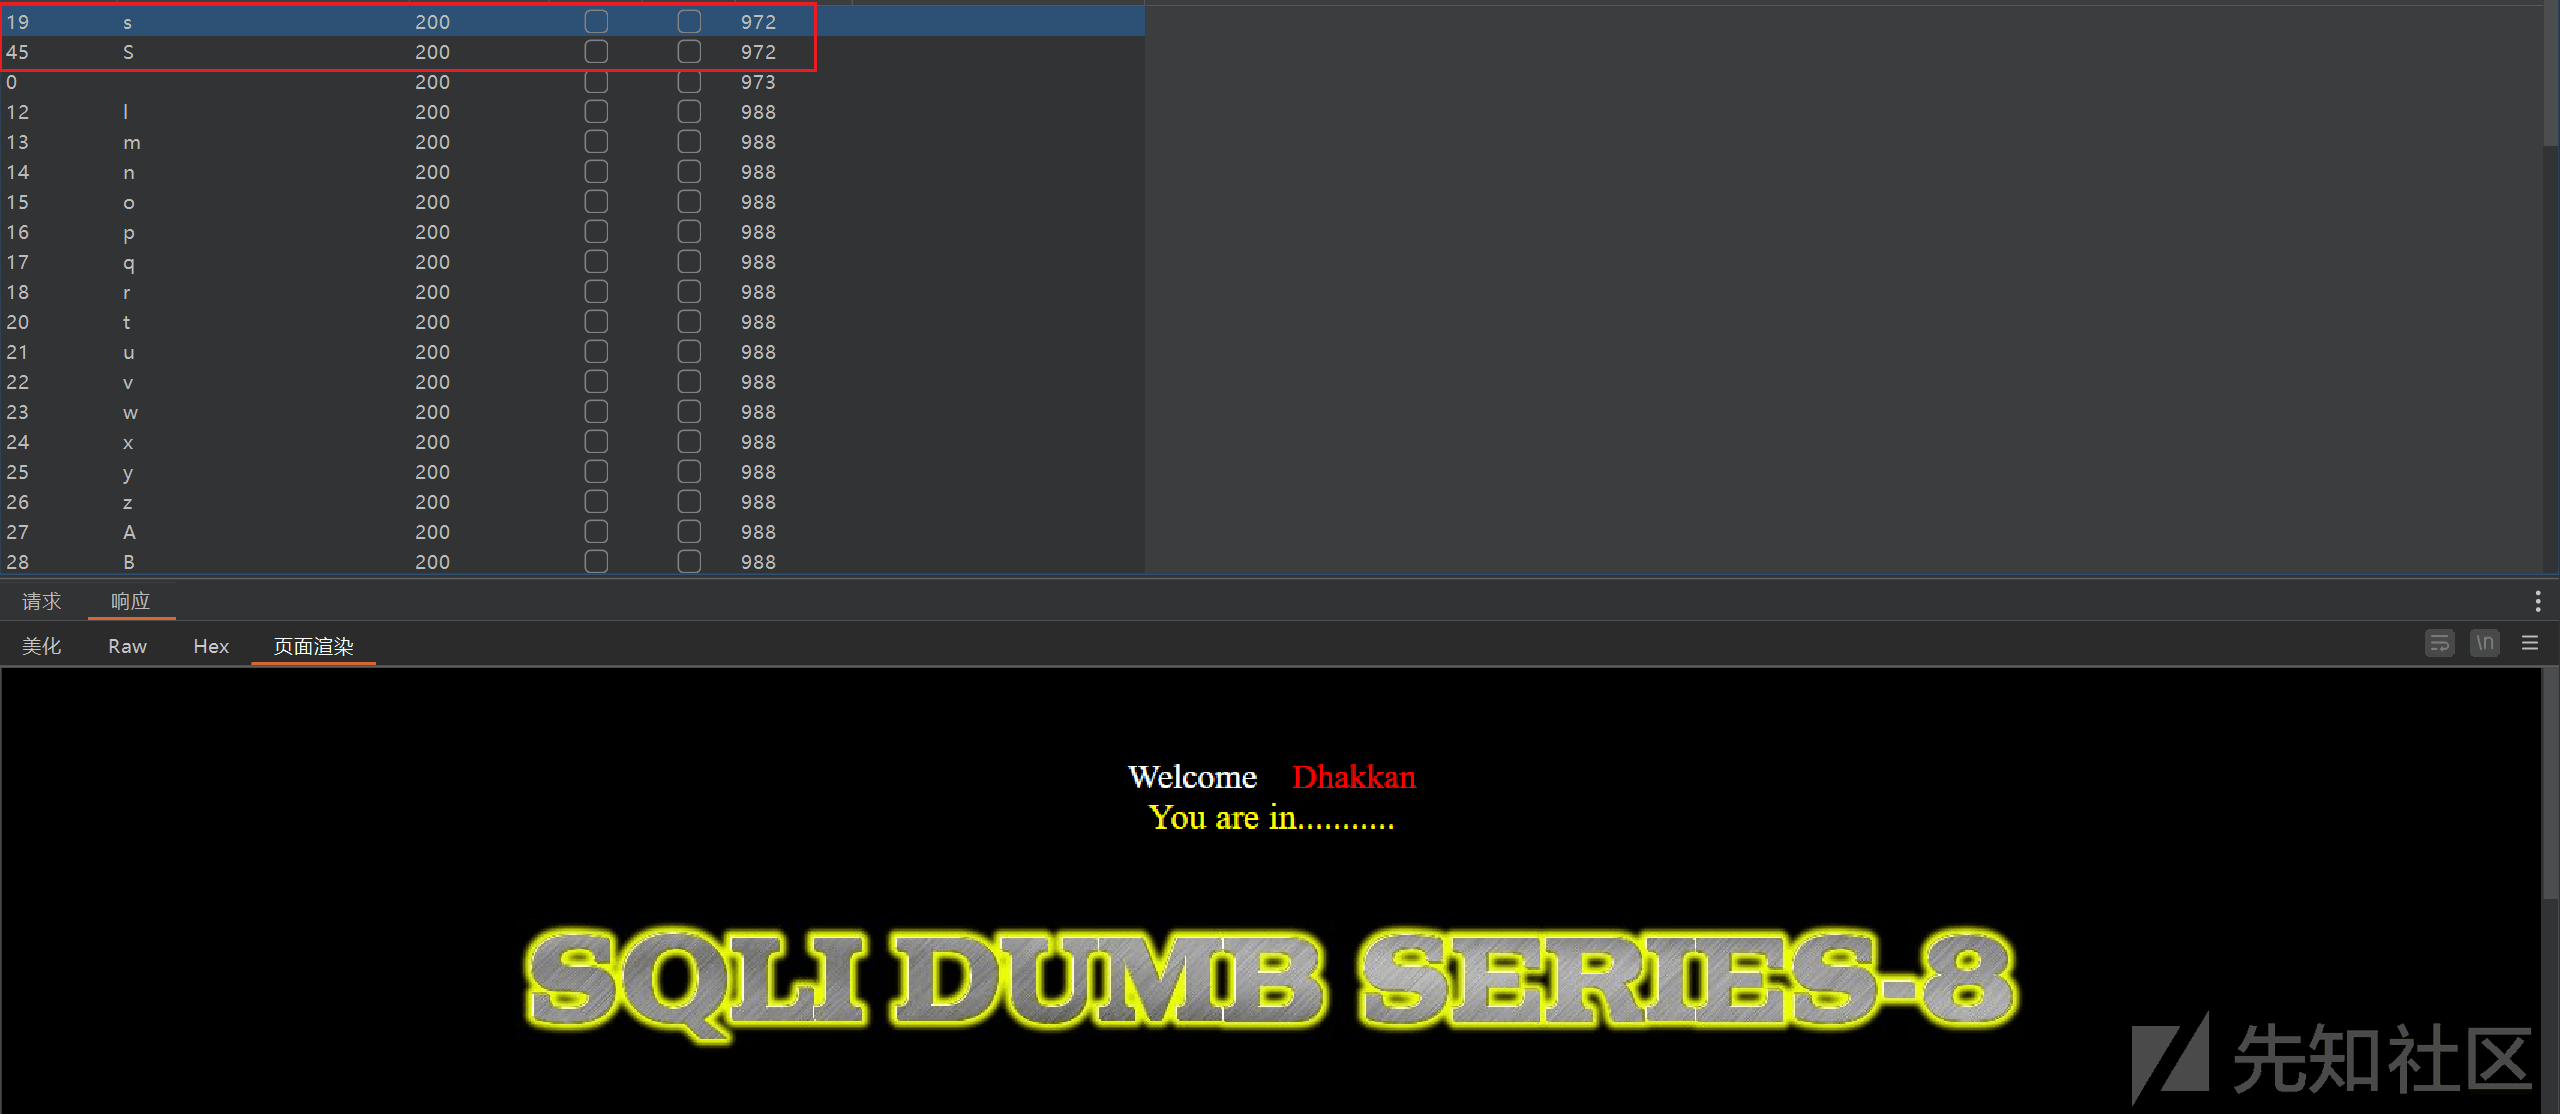 19 s 200 972
45 S 200 972
0 200 973
12 l 200 988
13 m 200 988
14 n 200 988
15 o 200 988
16 p 200 988
17 q 200 988
18 r 200 988
20 t 200 988
21 u 200 988
22 v 200 988
23 w 200 988
24 x 200 988
25 y 200 988
26 z 200 988
27 A 200 988
28 B 200 988
请求 响应
美化 Raw Hex 页面渲染 \n
Welcome Dhakkan
You are in...........
SQLI DUMB SERIES-8
先知社区